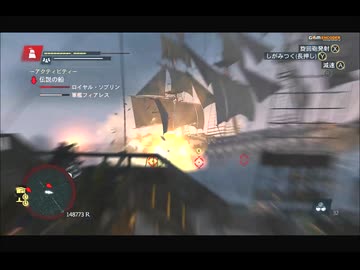 旋回砲発射 X
しがみつく(長押し) Y
減速 A
－アクティビティー－
伝説の船
ロイヤル・ソブリン
軍艦フィアレス
148773 R